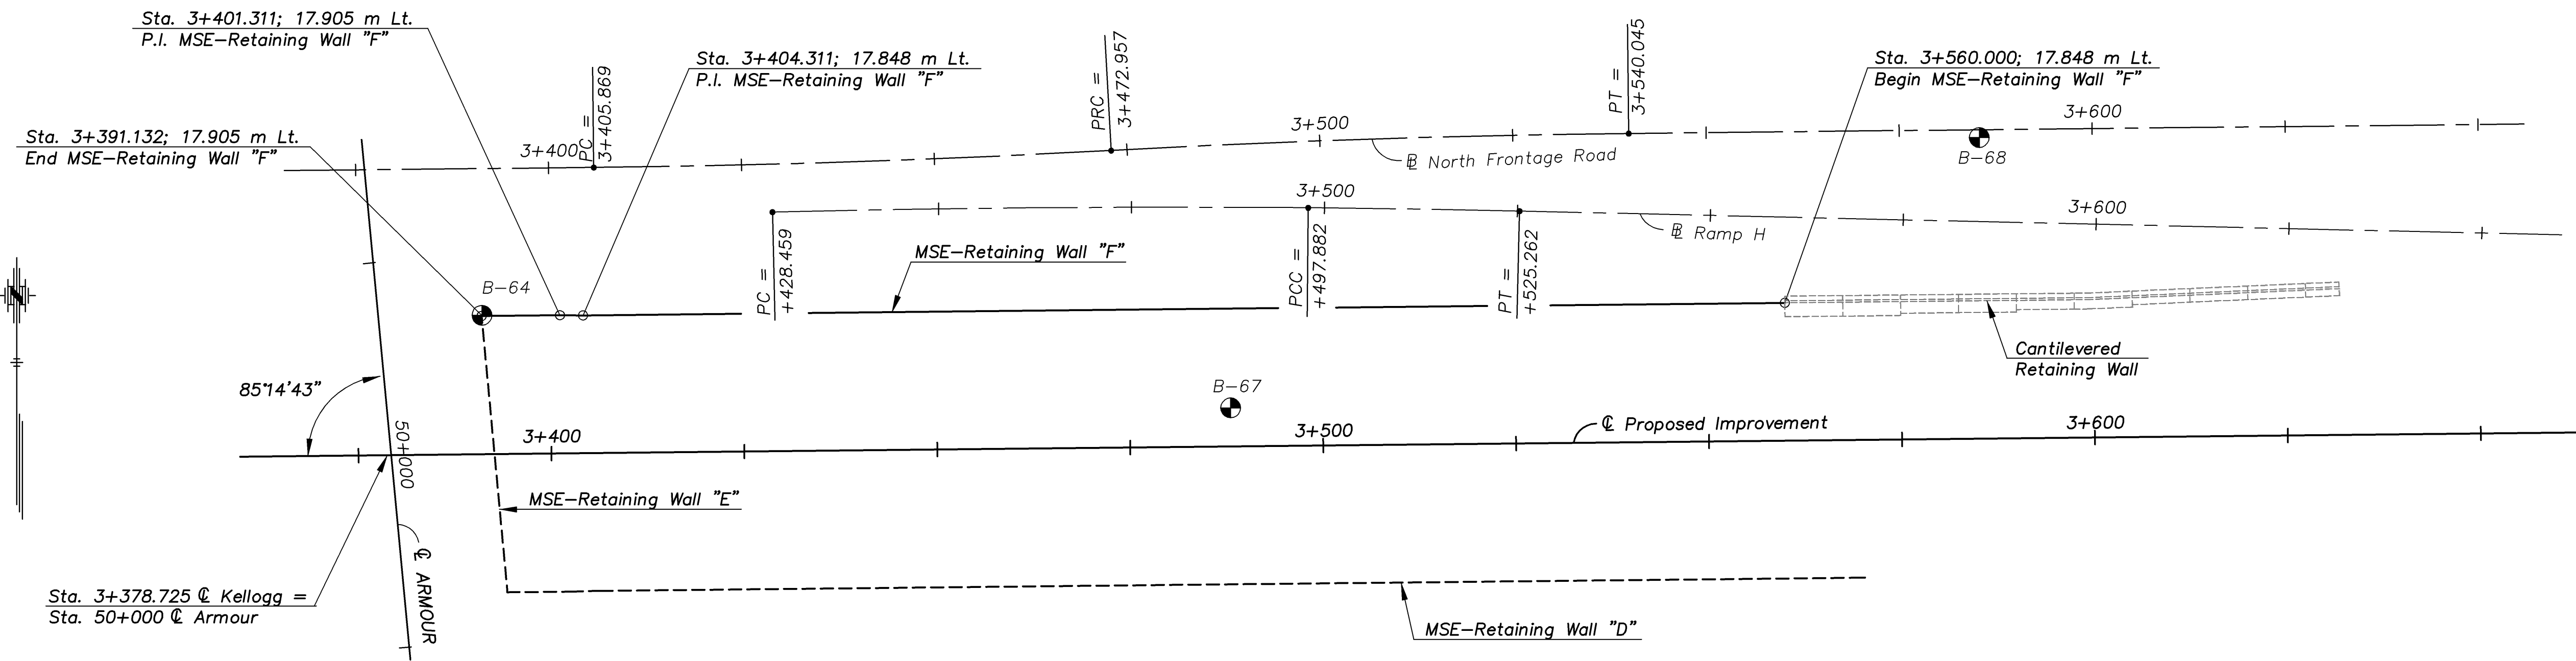 Sta. 3+401.311; 17.905 m Lt.
P.I. MSE-Retaining Wall "F"
Sta. 3+404.311; 17.848 m Lt.
P.I. MSE-Retaining Wall "F"
Sta. 3+560.000; 17.848 m Lt.
Begin MSE-Retaining Wall "F"
Sta. 3+391.132; 17.905 m Lt.
End MSE-Retaining Wall "F"
3+400
PC =
3+405.869
PRC =
3+472.957
3+500
PT =
3+540.045
3+600
℄ North Frontage Road
B-68
3+500
3+600
℄ Ramp H
MSE-Retaining Wall "F"
PC =
+428.459
PCC =
+497.882
PT =
+525.262
B-64
N
Cantilevered
Retaining Wall
B-67
85°14'43"
50+000
3+400
3+500
℄ Proposed Improvement
3+600
MSE-Retaining Wall "E"
℄ ARMOUR
Sta. 3+378.725 ℄ Kellogg =
Sta. 50+000 ℄ Armour
MSE-Retaining Wall "D"